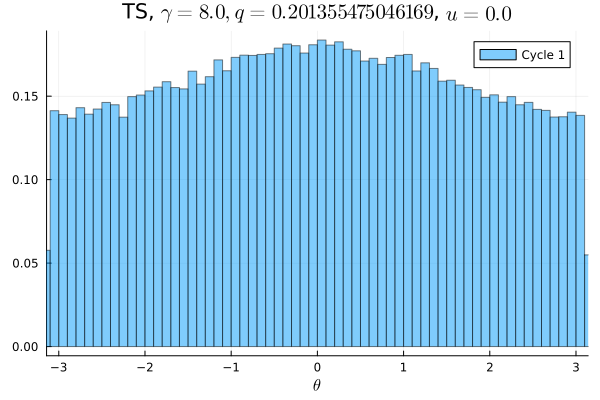 TS, γ = 8.0, q = 0.201355475046169, u = 0.0
Cycle 1
0.15
0.10
0.05
0.00
−3 −2 −1 0 1 2 3
θ